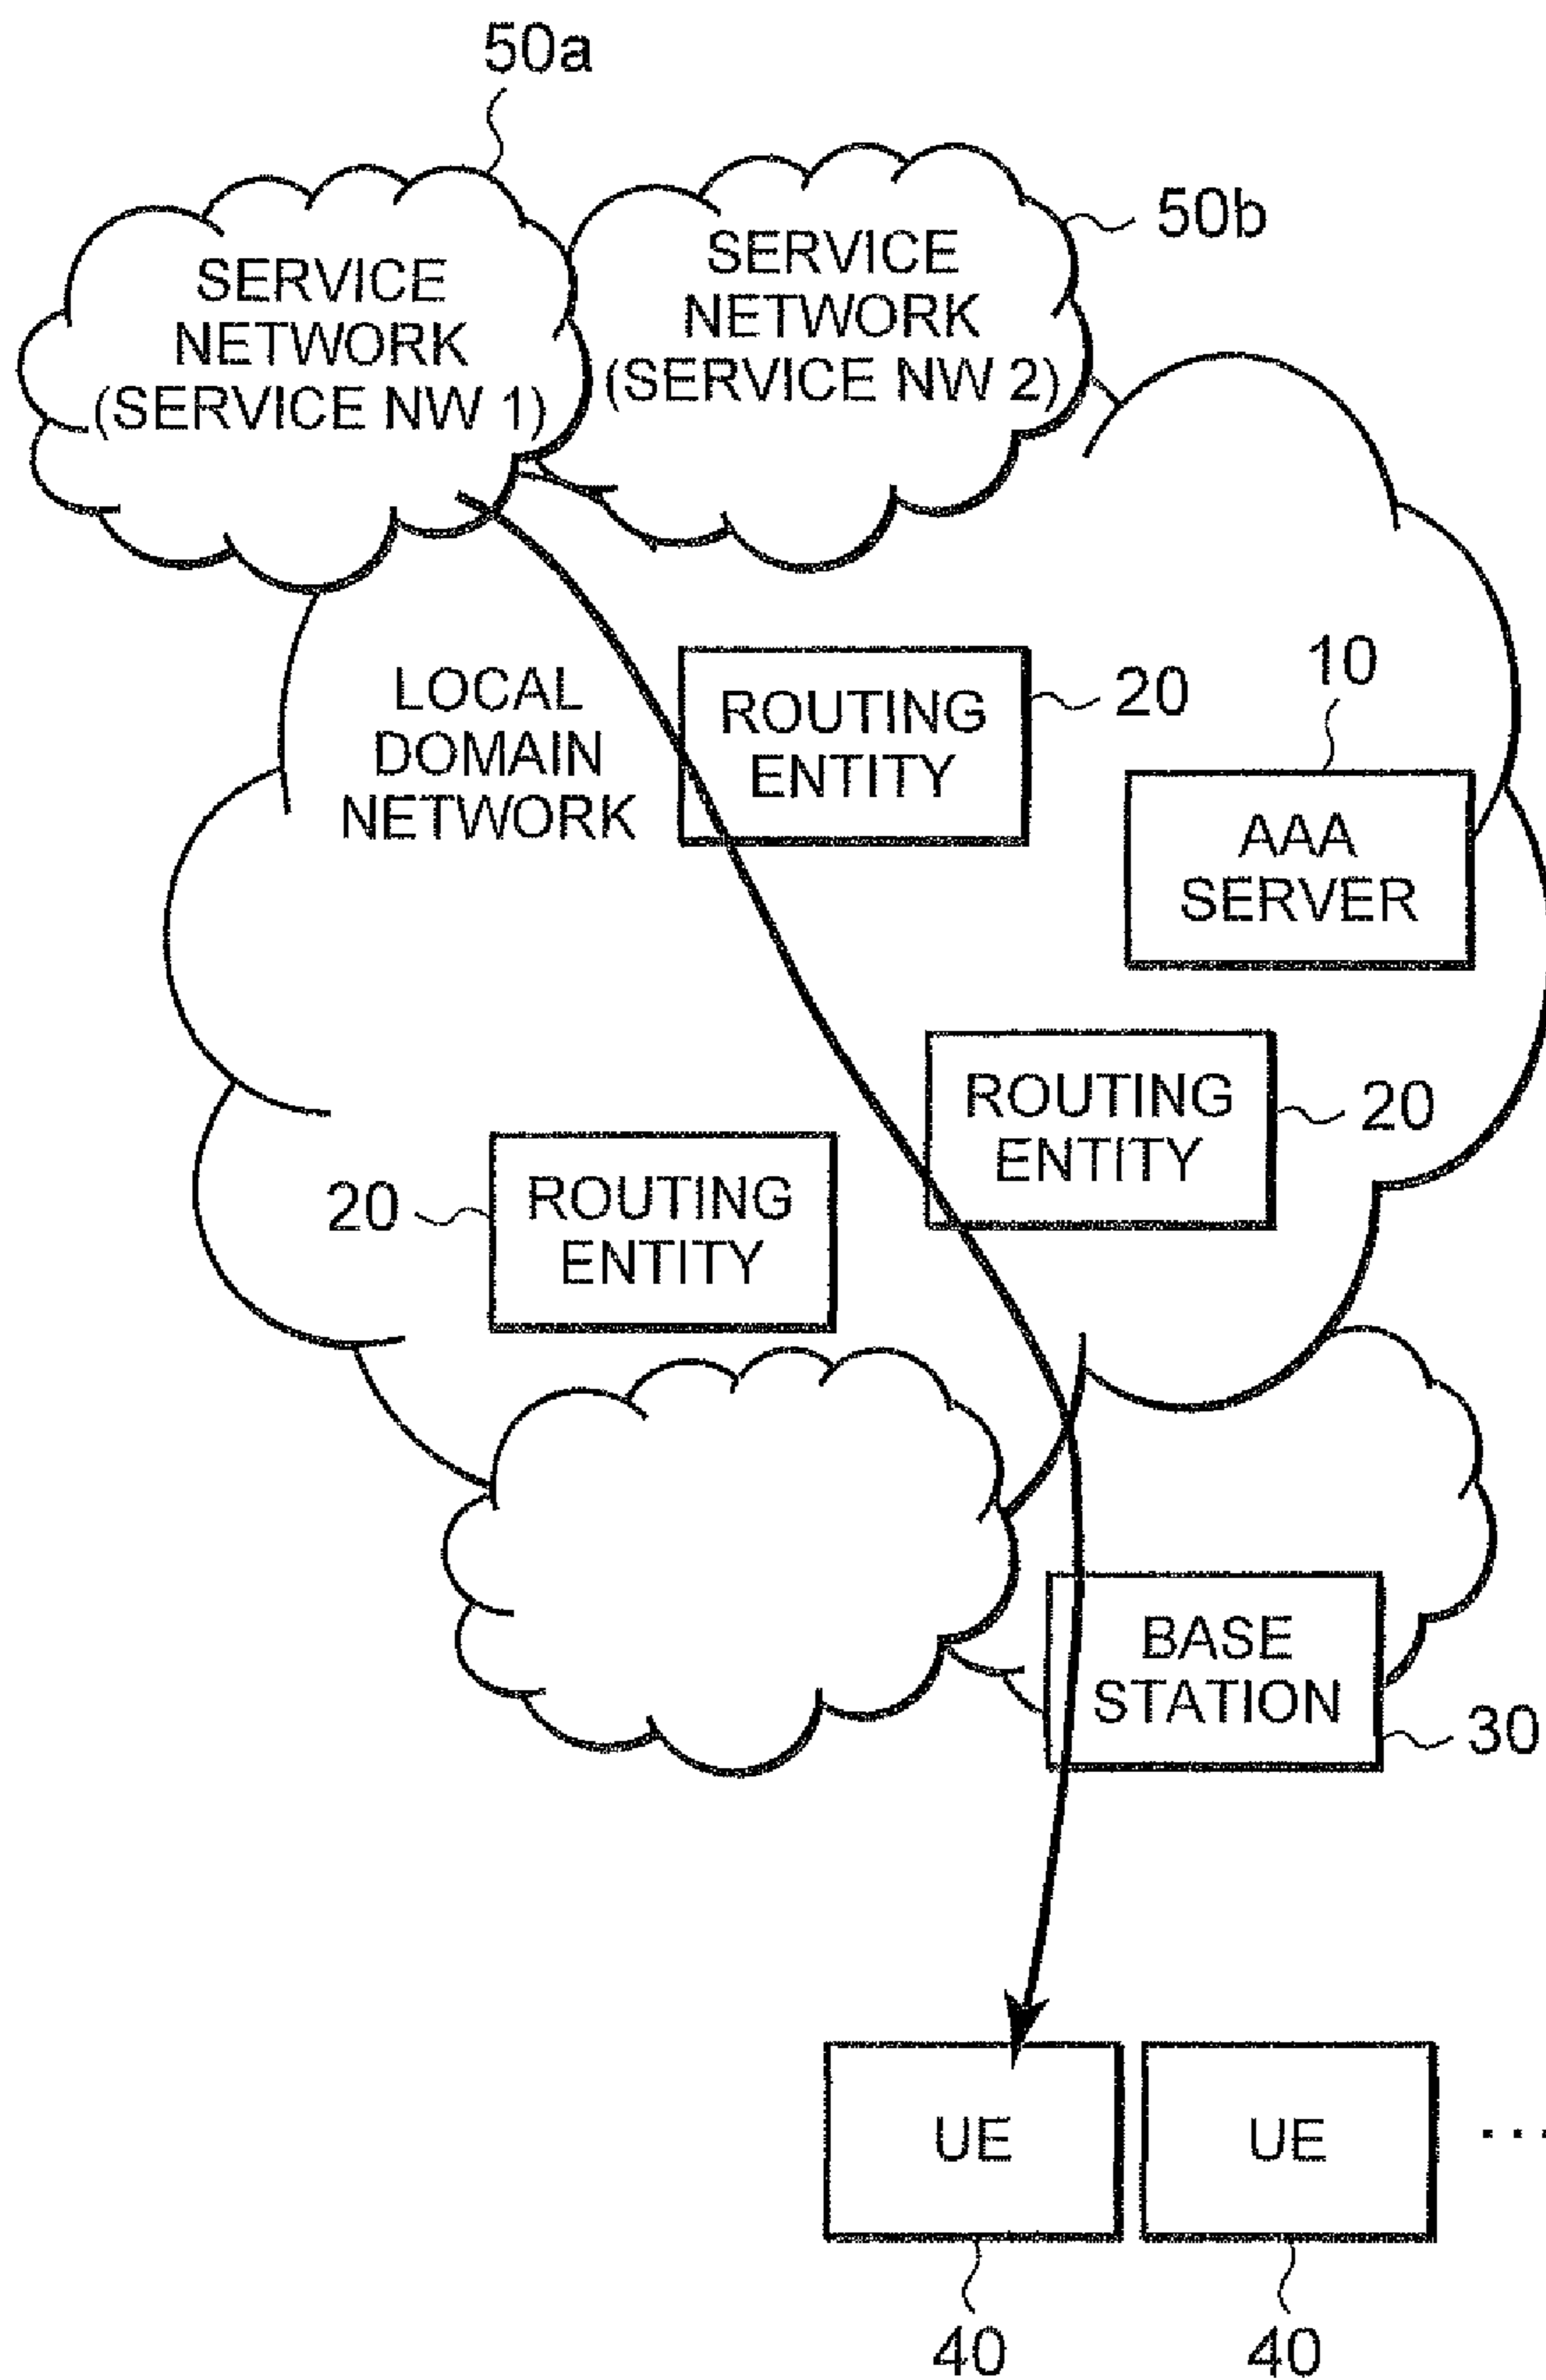 50a
50b
SERVICE
NETWORK
(SERVICE NW 1)
SERVICE
NETWORK
(SERVICE NW 2)
LOCAL
DOMAIN
NETWORK
ROUTING
ENTITY
20
10
AAA
SERVER
ROUTING
ENTITY
20
20
ROUTING
ENTITY
BASE
STATION
30
UE
UE
...
40
40